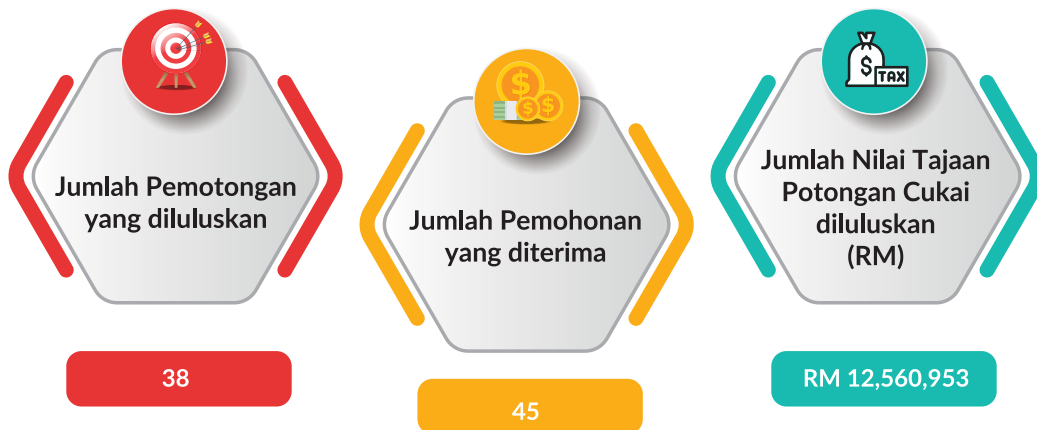 Jumlah Pemotongan
yang diluluskan
38
$
$
$
Jumlah Pemohonan
yang diterima
45
$ TAX
Jumlah Nilai Tajaan
Potongan Cukai
diluluskan
(RM)
RM 12,560,953